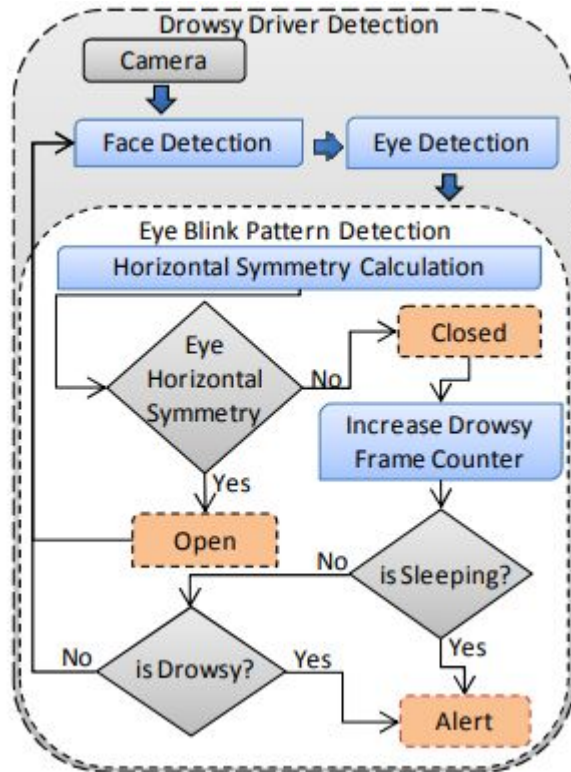 Drowsy Driver Detection
Camera
Face Detection
Eye Detection
Eye Blink Pattern Detection
Horizontal Symmetry Calculation
Eye
Horizontal
Symmetry
No
Closed
Increase Drowsy
Frame Counter
Yes
Open
No
is Sleeping?
No
is Drowsy?
Yes
Yes
Alert